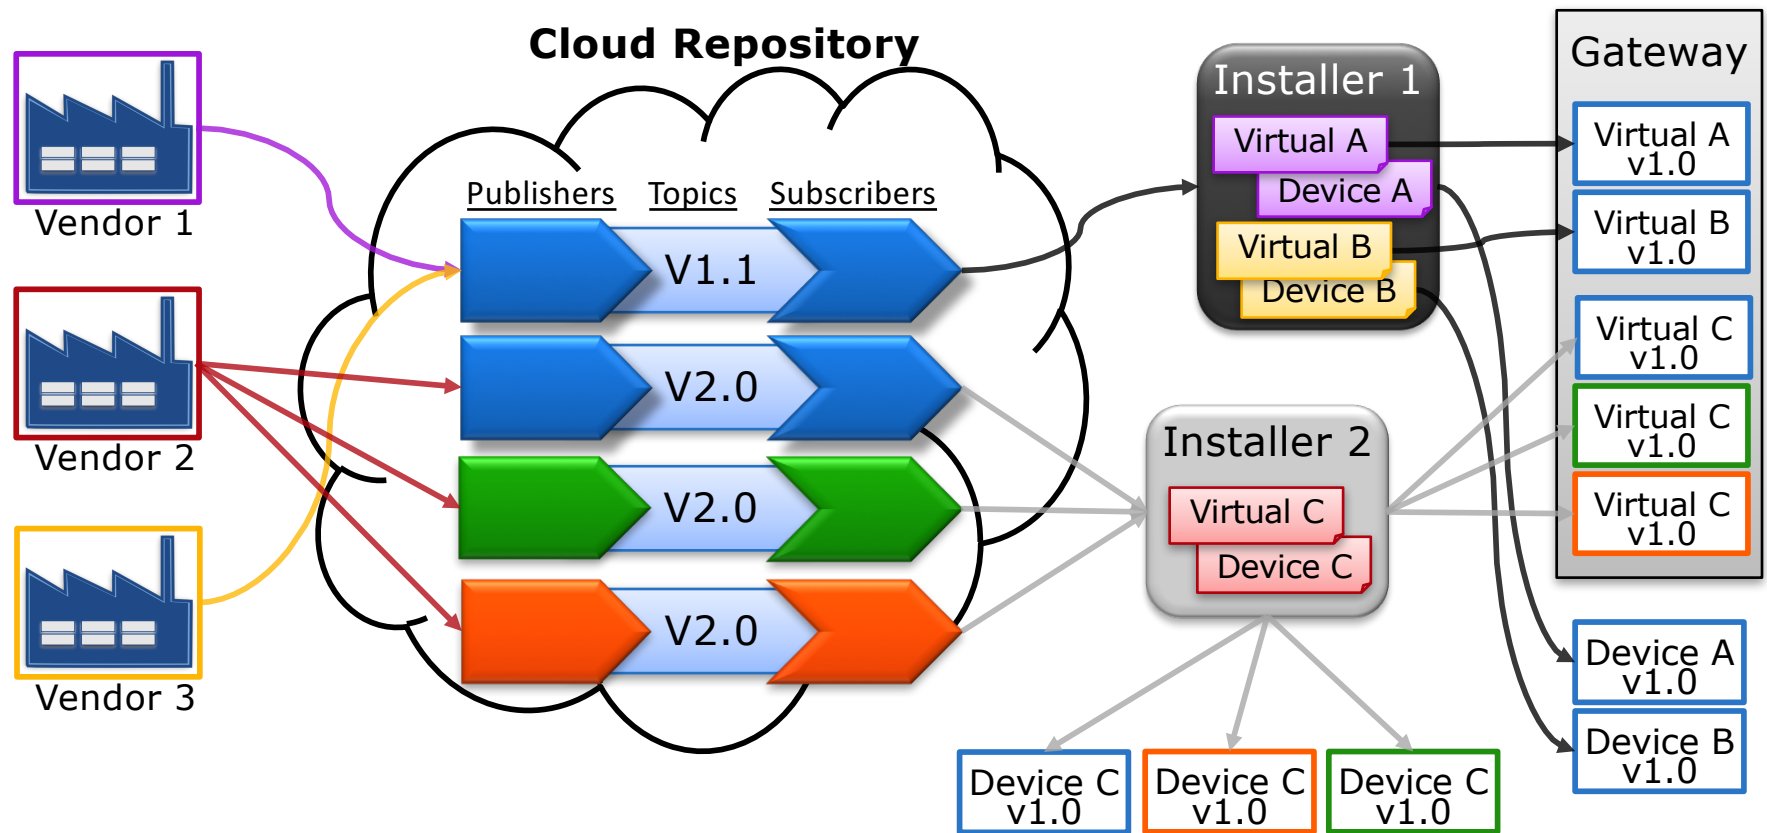 Cloud Repository
Vendor 1
Vendor 2
Vendor 3
Publishers
Topics
Subscribers
V1.1
V2.0
V2.0
V2.0
Installer 1
Virtual A
Device A
Virtual B
Device B
Installer 2
Virtual C
Device C
Gateway
Virtual A
v1.0
Virtual B
v1.0
Virtual C
v1.0
Virtual C
v1.0
Virtual C
v1.0
Device A
v1.0
Device B
v1.0
Device C
v1.0
Device C
v1.0
Device C
v1.0